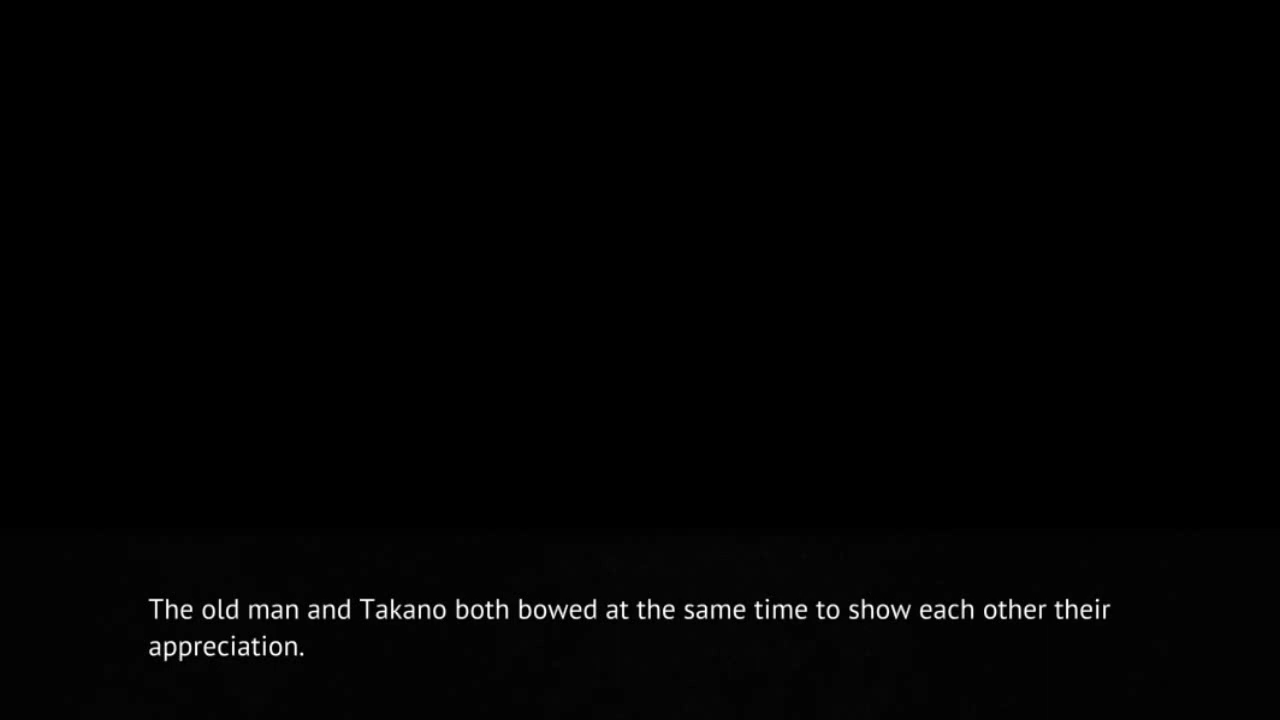 The old man and Takano both bowed at the same time to show each other their
appreciation.